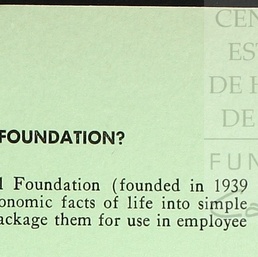 CEN
ES
DE H
DE
FUN
FOUNDATION?
l Foundation (founded in 1939
onomic facts of life into simple
ackage them for use in employee